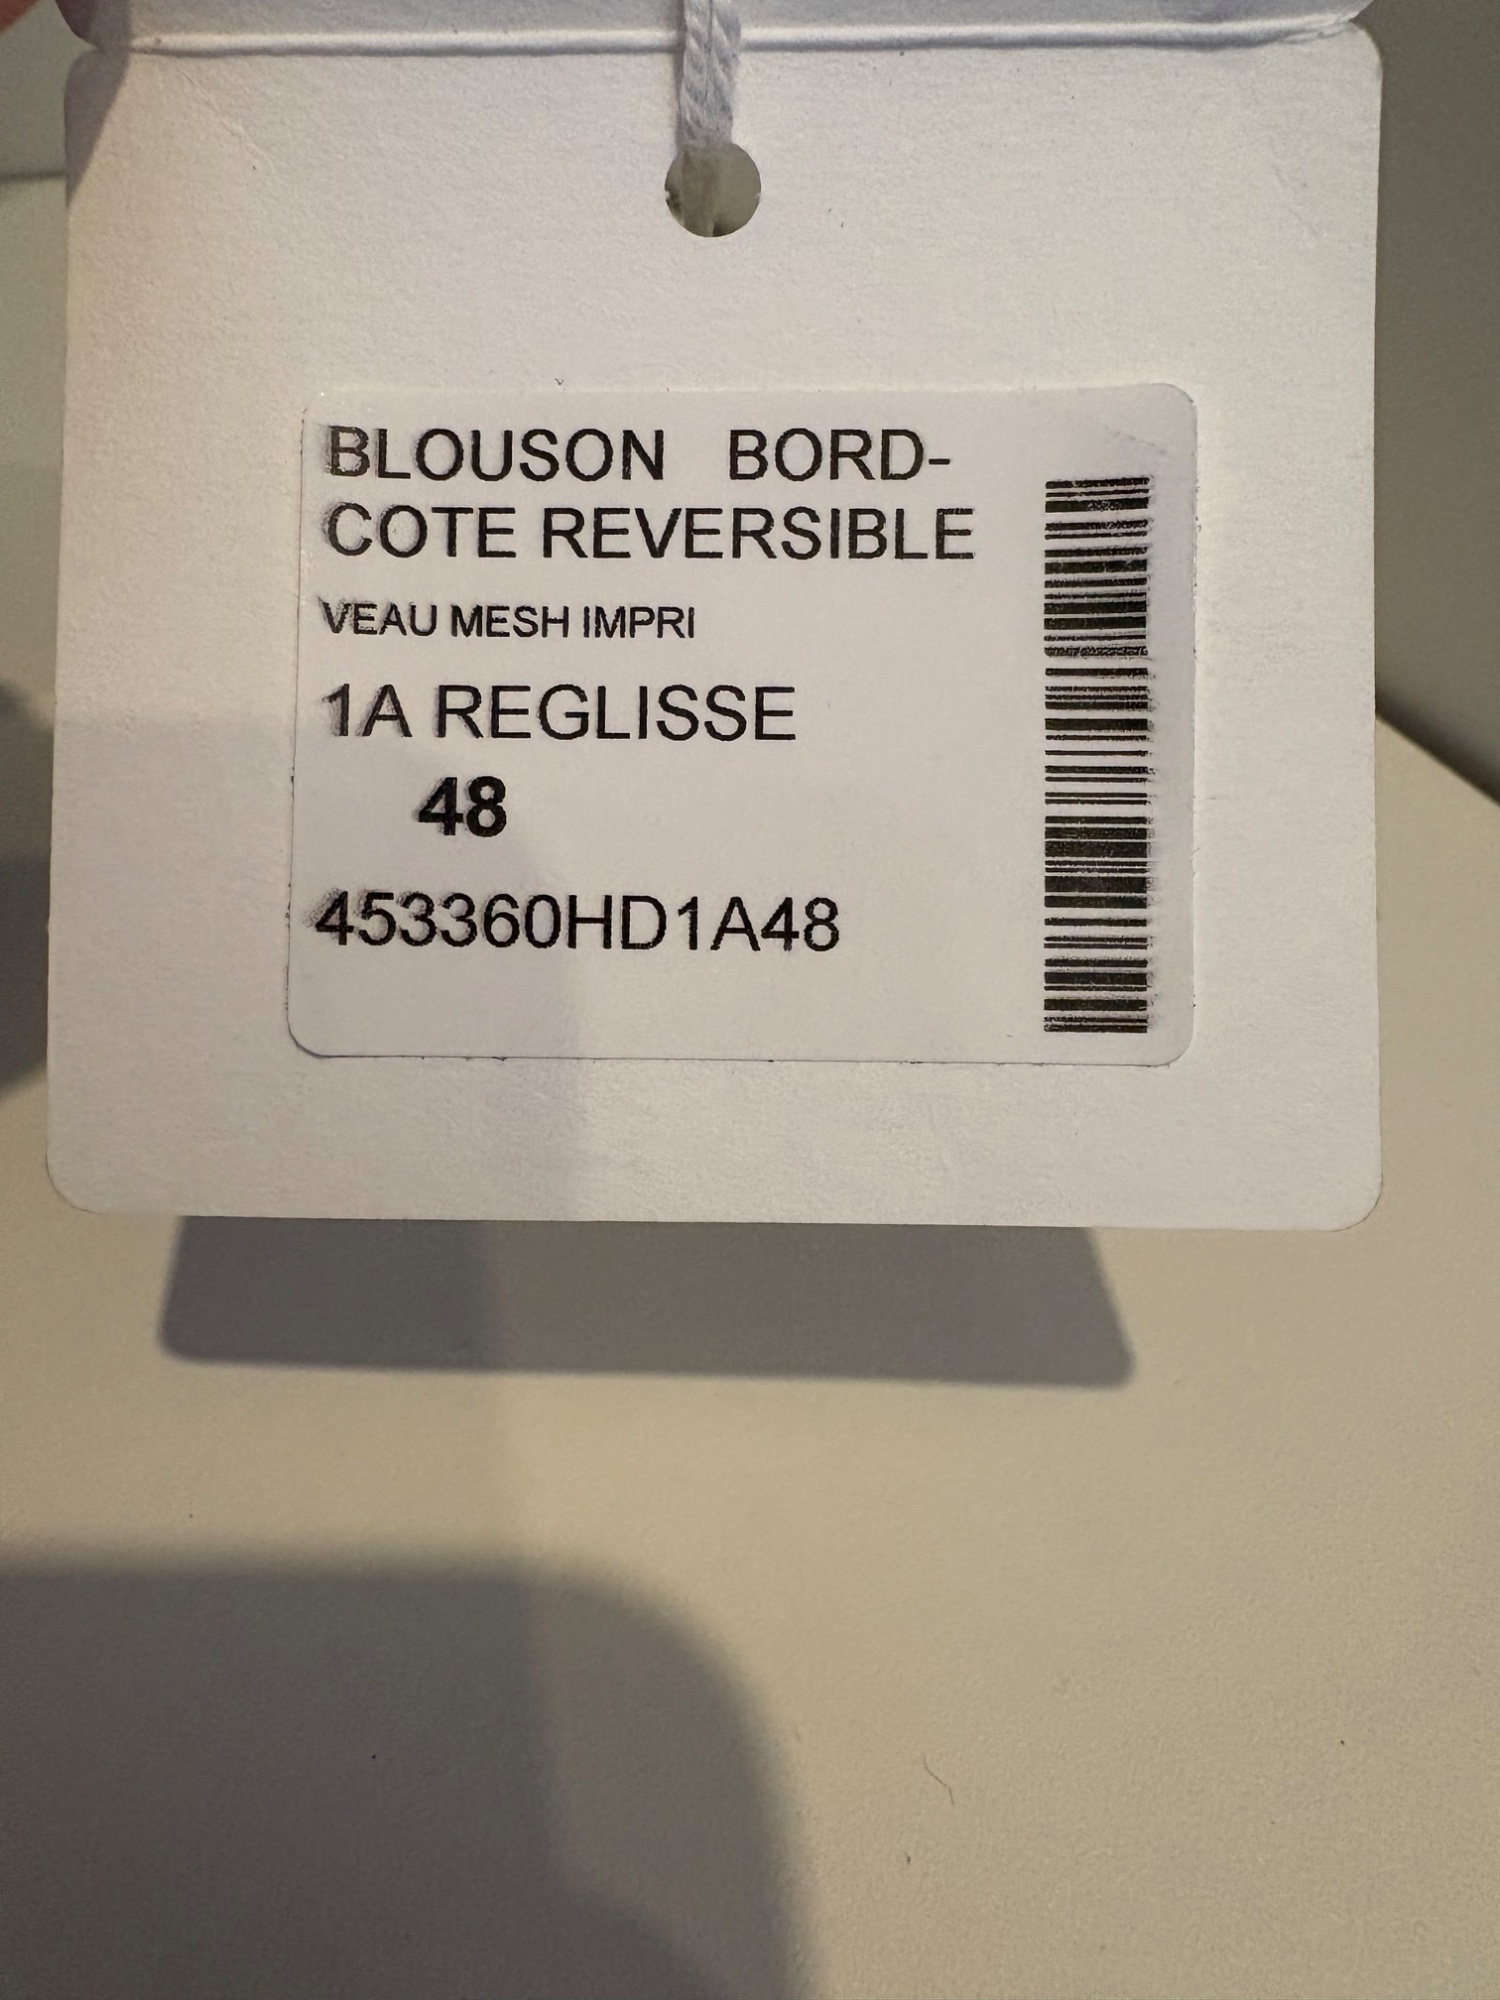 BLOUSON BORD-
COTE REVERSIBLE
VEAU MESH IMPRI
1A REGLISSE
48
453360HD1A48